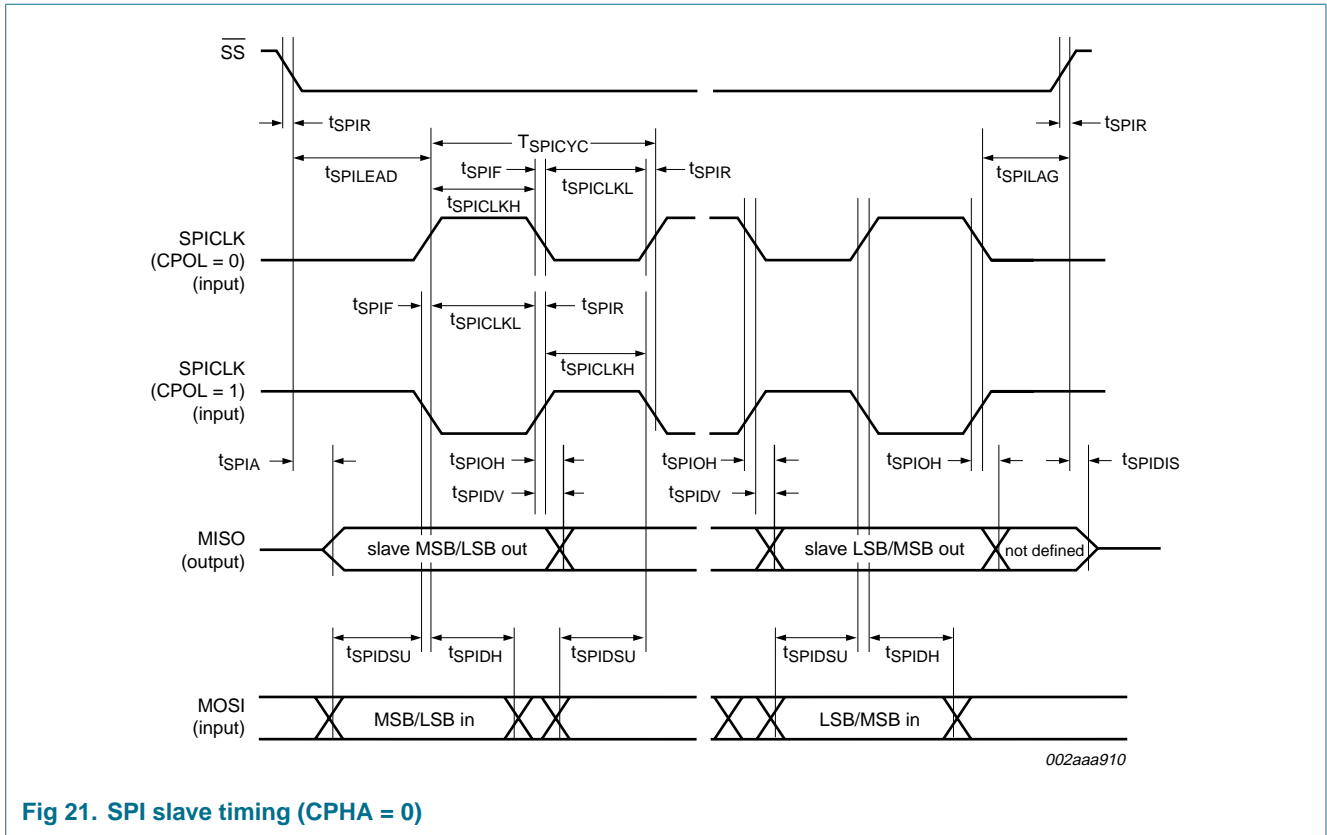 SS
tSPIR
tSPIR
TSPICYC
tSPILEAD
tSPIF
tSPICLKL
tSPIR
tSPILAG
tSPICLKH
SPICLK
(CPOL = 0)
(input)
tSPIF
tSPICLKL
tSPIR
tSPICLKH
SPICLK
(CPOL = 1)
(input)
tSPIA
tSPIOH
tSPIOH
tSPIOH
tSPIDIS
tSPIDV
tSPIDV
MISO
(output)
slave MSB/LSB out
slave LSB/MSB out
not defined
tSPIDSU
tSPIDH
tSPIDSU
tSPIDSU
tSPIDH
MOSI
(input)
MSB/LSB in
LSB/MSB in
002aaa910
Fig 21. SPI slave timing (CPHA = 0)